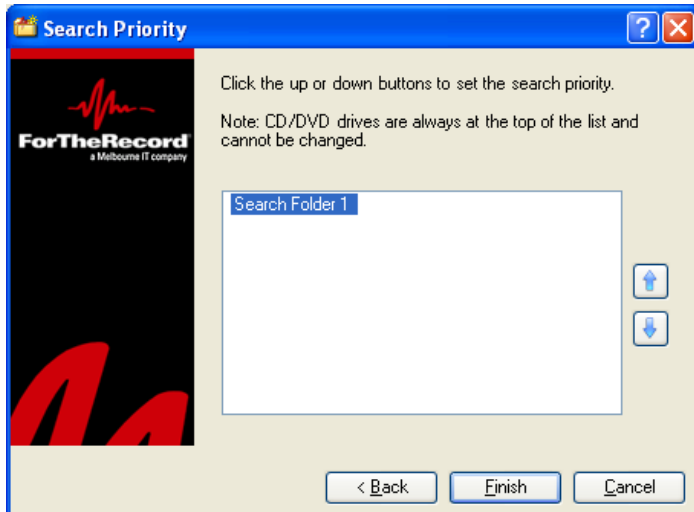 Search Priority
Click the up or down buttons to set the search priority.
Note: CD/DVD drives are always at the top of the list and
cannot be changed.
ForTheRecord
a Melbourne IT company
Search Folder 1
< Back
Finish
Cancel